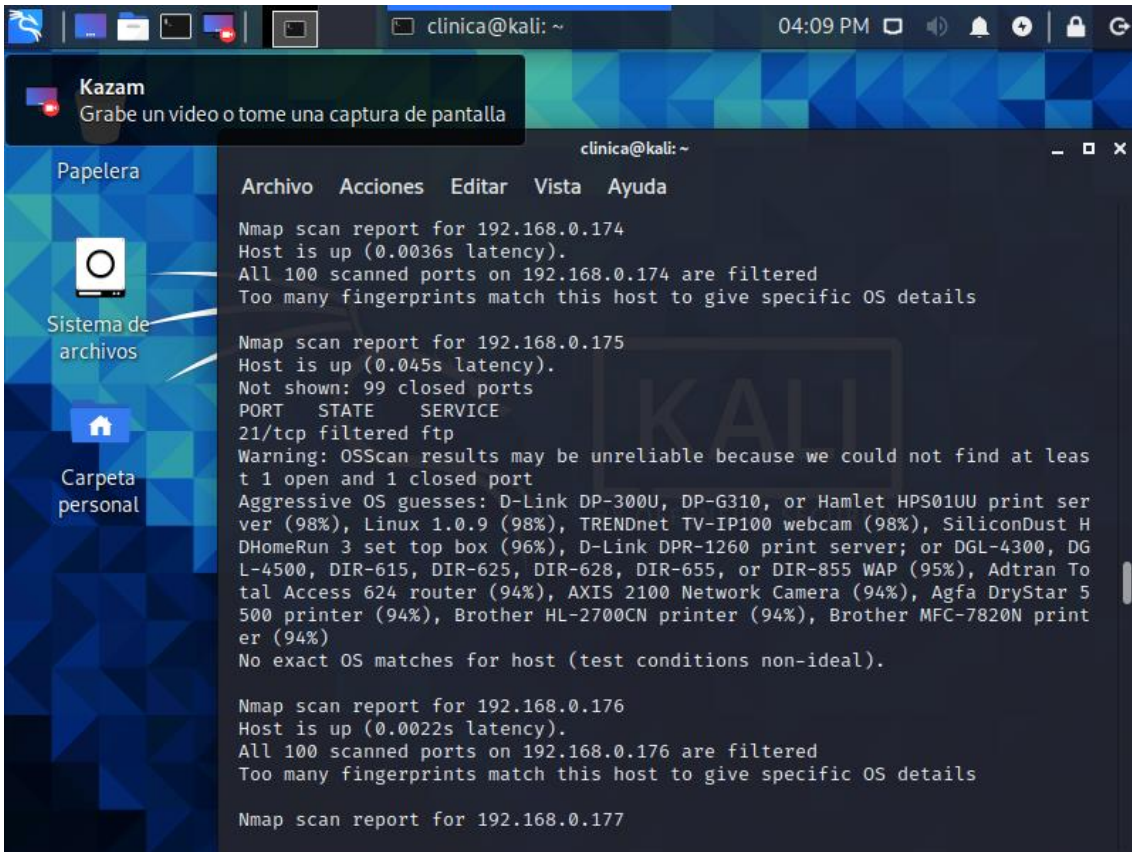 clinica@kali: ~
04:09 PM
Kazam
Grabe un video o tome una captura de pantalla
Papelera
Sistema de
archivos
Carpeta
personal
clinica@kali: ~
Archivo Acciones Editar Vista Ayuda
Nmap scan report for 192.168.0.174
Host is up (0.0036s latency).
All 100 scanned ports on 192.168.0.174 are filtered
Too many fingerprints match this host to give specific OS details
Nmap scan report for 192.168.0.175
Host is up (0.045s latency).
Not shown: 99 closed ports
PORT STATE SERVICE
21/tcp filtered ftp
Warning: OSScan results may be unreliable because we could not find at leas
t 1 open and 1 closed port
Aggressive OS guesses: D-Link DP-300U, DP-G310, or Hamlet HPS01UU print ser
ver (98%), Linux 1.0.9 (98%), TRENDnet TV-IP100 webcam (98%), SiliconDust H
DHomeRun 3 set top box (96%), D-Link DPR-1260 print server; or DGL-4300, DG
L-4500, DIR-615, DIR-625, DIR-628, DIR-655, or DIR-855 WAP (95%), Adtran To
tal Access 624 router (94%), AXIS 2100 Network Camera (94%), Agfa DryStar 5
500 printer (94%), Brother HL-2700CN printer (94%), Brother MFC-7820N print
er (94%)
No exact OS matches for host (test conditions non-ideal).
Nmap scan report for 192.168.0.176
Host is up (0.0022s latency).
All 100 scanned ports on 192.168.0.176 are filtered
Too many fingerprints match this host to give specific OS details
Nmap scan report for 192.168.0.177
KALI